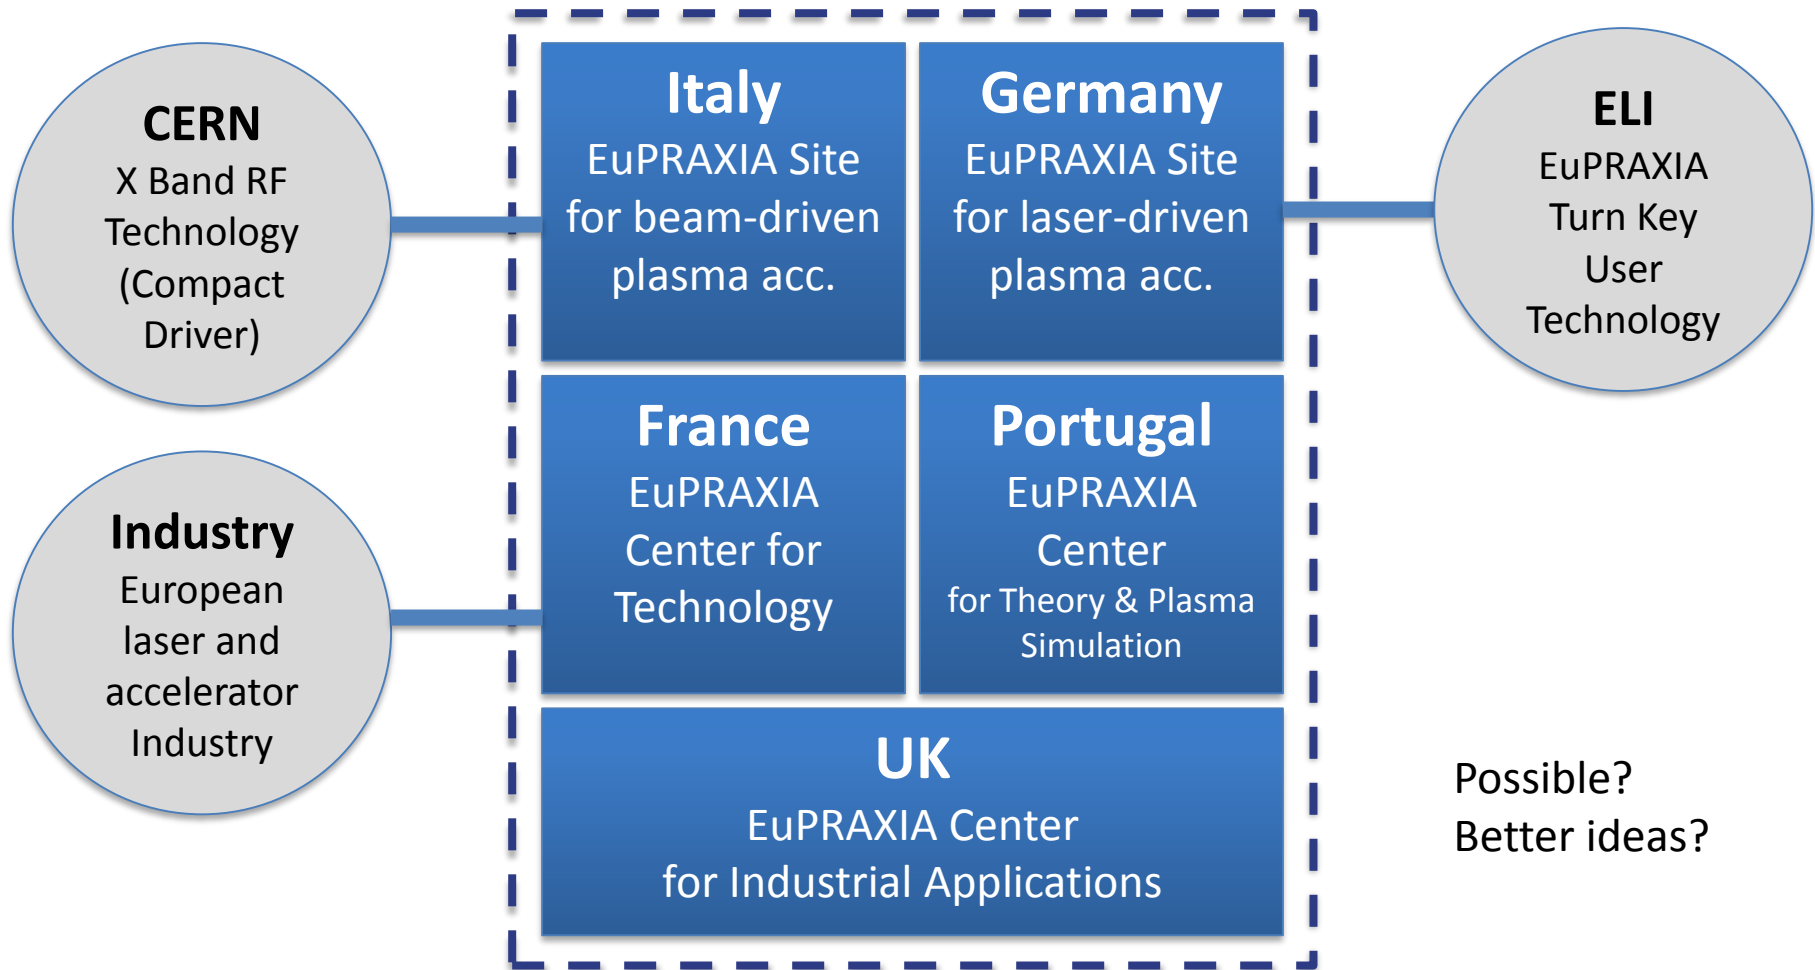 CERN
X Band RF
Technology
(Compact
Driver)
Italy
EuPRAXIA Site
for beam-driven
plasma acc.
Germany
EuPRAXIA Site
for laser-driven
plasma acc.
ELI
EuPRAXIA
Turn Key
User
Technology
Industry
European
laser and
accelerator
Industry
France
EuPRAXIA
Center for
Technology
Portugal
EuPRAXIA
Center
for Theory & Plasma
Simulation
UK
EuPRAXIA Center
for Industrial Applications
Possible?
Better ideas?